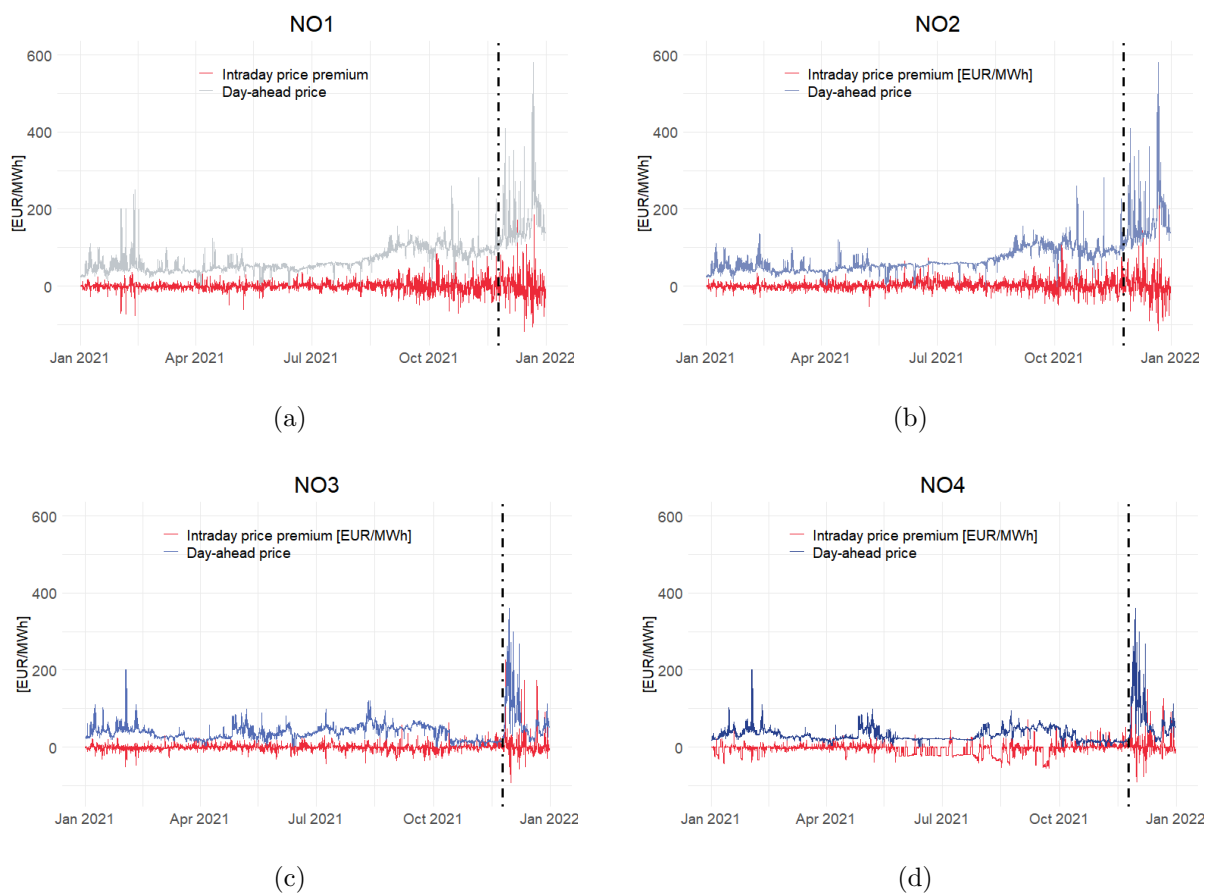 NO1
600
400
200
0
[EUR/MWh]
Intraday price premium
Day-ahead price
Jan 2021
Apr 2021
Jul 2021
Oct 2021
Jan 2022
(a)
NO2
600
400
200
0
[EUR/MWh]
Intraday price premium [EUR/MWh]
Day-ahead price
Jan 2021
Apr 2021
Jul 2021
Oct 2021
Jan 2022
(b)
NO3
600
400
200
0
[EUR/MWh]
Intraday price premium [EUR/MWh]
Day-ahead price
Jan 2021
Apr 2021
Jul 2021
Oct 2021
Jan 2022
(c)
NO4
600
400
200
0
[EUR/MWh]
Intraday price premium [EUR/MWh]
Day-ahead price
Jan 2021
Apr 2021
Jul 2021
Oct 2021
Jan 2022
(d)